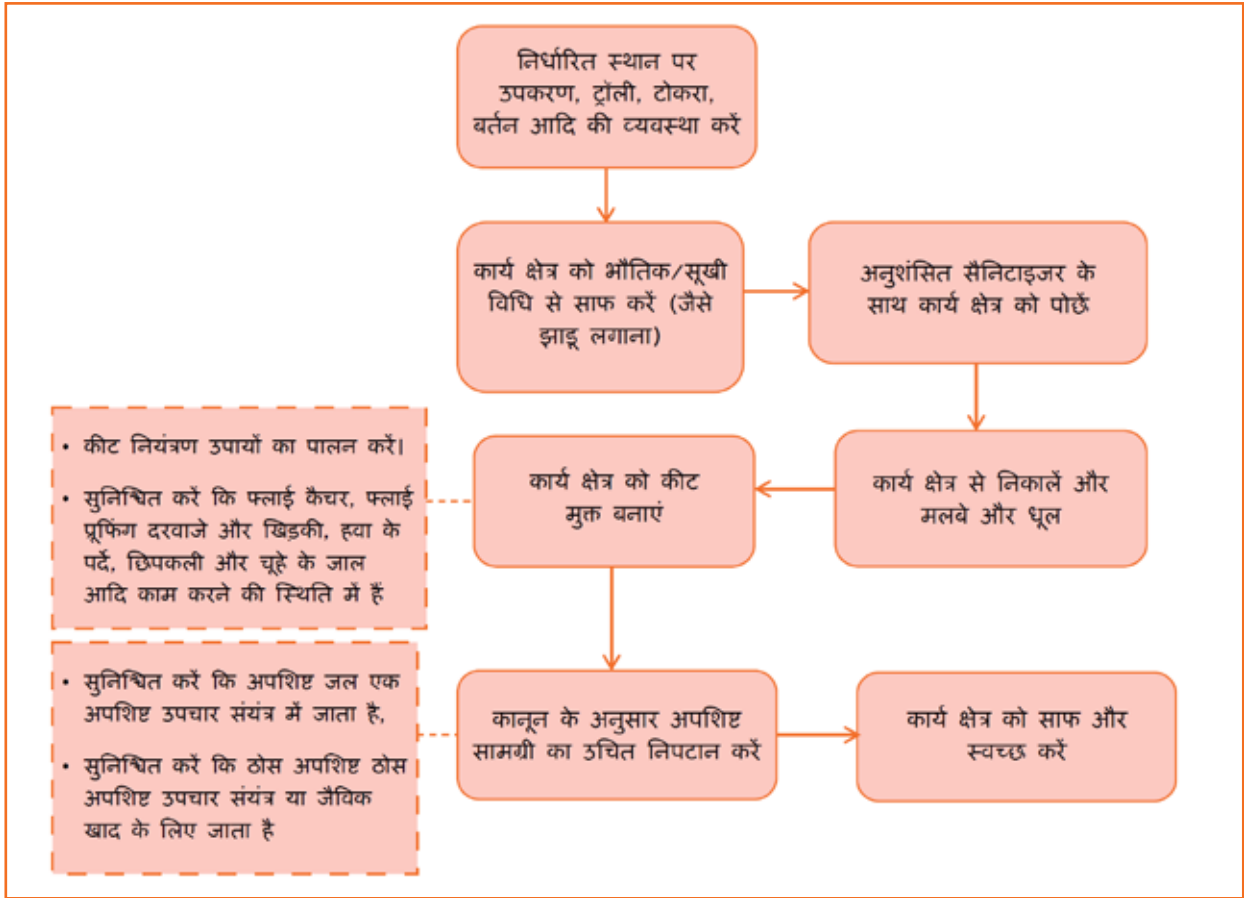 निर्धारित स्थान पर
उपकरण, ट्रॉली, टोकरा,
बर्तन आदि की व्यवस्था करें
कार्य क्षेत्र को भौतिक/सूखी
विधि से साफ करें (जैसे
झाडू लगाना)
अनुशंसित सैनिटाइजर के
साथ कार्य क्षेत्र को पोछें
कार्य क्षेत्र से निकालें और
मलबे और धूल
कार्य क्षेत्र को कीट
मुक्त बनाएं
• कीट नियंत्रण उपायों का पालन करें।
• सुनिश्चित करें कि फ्लाई कैचर, फ्लाई
प्रूफिंग दरवाजे और खिड़की, हवा के
पर्दे, छिपकली और चूहे के जाल
आदि काम करने की स्थिति में हैं
कानून के अनुसार अपशिष्ट
सामग्री का उचित निपटान करें
• सुनिश्चित करें कि अपशिष्ट जल एक
अपशिष्ट उपचार संयंत्र में जाता है,
• सुनिश्चित करें कि ठोस अपशिष्ट ठोस
अपशिष्ट उपचार संयंत्र या जैविक
खाद के लिए जाता है
कार्य क्षेत्र को साफ और
स्वच्छ करें